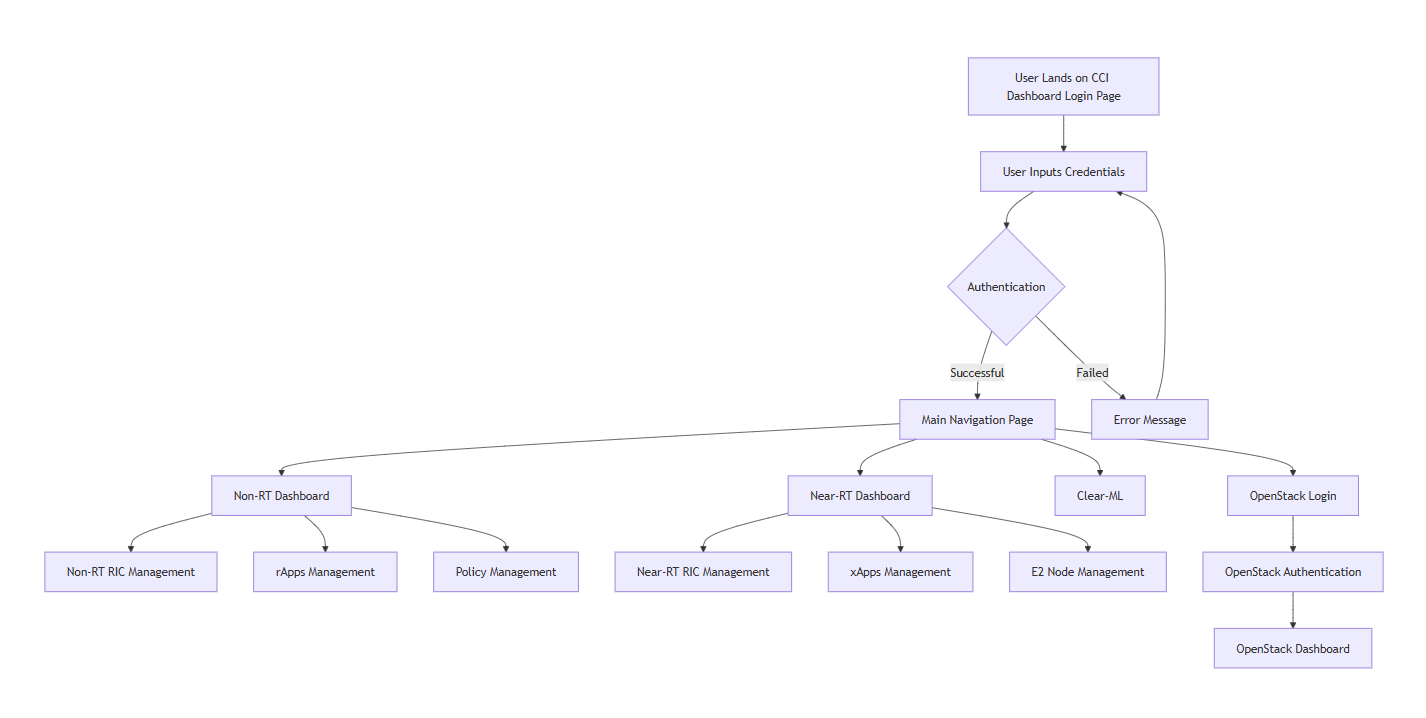 User Lands on CCI
Dashboard Login Page
User Inputs Credentials
Authentication
Successful
Failed
Main Navigation Page
Error Message
Non-RT Dashboard
Near-RT Dashboard
Clear-ML
OpenStack Login
Non-RT RIC Management
rApps Management
Policy Management
Near-RT RIC Management
xApps Management
E2 Node Management
OpenStack Authentication
OpenStack Dashboard